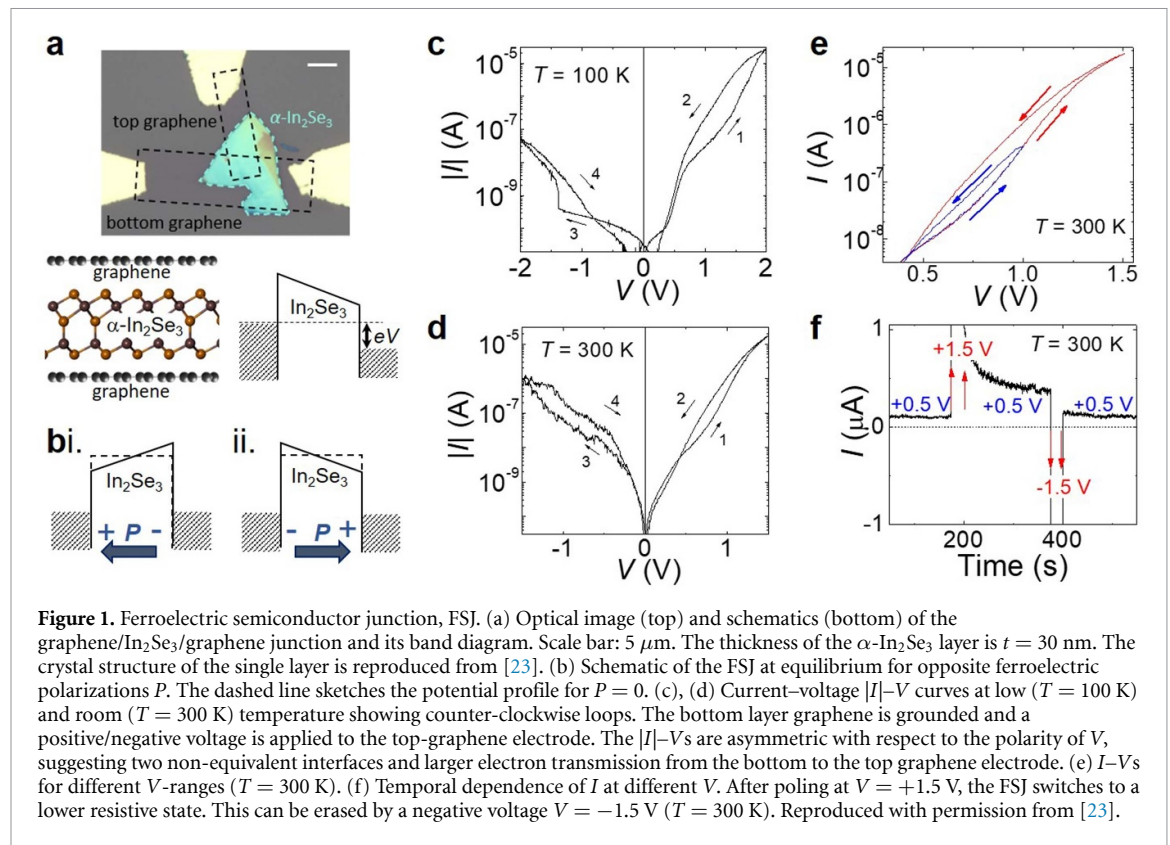 a
top graphene
α-In2Se3
bottom graphene
graphene
α-In2Se3
graphene
In2Se3
eV
b i.
In2Se3
+ P -
ii.
In2Se3
- P +
c
|I| (A)
10-5
10-7
10-9
T = 100 K
2
1
4
3
-2 -1 0 1 2
V (V)
d
|I| (A)
10-5
10-7
10-9
T = 300 K
4
3
2
1
-1 0 1
V (V)
e
I (A)
10-5
10-6
10-7
10-8
T = 300 K
0.5 1.0 1.5
V (V)
f
I (μA)
1
0
-1
T = 300 K
+1.5 V
+0.5 V
+0.5 V
+0.5 V
-1.5 V
200 400
Time (s)
Figure 1. Ferroelectric semiconductor junction, FSJ. (a) Optical image (top) and schematics (bottom) of the
graphene/In2Se3/graphene junction and its band diagram. Scale bar: 5 μm. The thickness of the α-In2Se3 layer is t = 30 nm. The
crystal structure of the single layer is reproduced from [23]. (b) Schematic of the FSJ at equilibrium for opposite ferroelectric
polarizations P. The dashed line sketches the potential profile for P = 0. (c), (d) Current–voltage |I|–V curves at low (T = 100 K)
and room (T = 300 K) temperature showing counter-clockwise loops. The bottom layer graphene is grounded and a
positive/negative voltage is applied to the top-graphene electrode. The |I|–Vs are asymmetric with respect to the polarity of V,
suggesting two non-equivalent interfaces and larger electron transmission from the bottom to the top graphene electrode. (e) I–Vs
for different V-ranges (T = 300 K). (f) Temporal dependence of I at different V. After poling at V = +1.5 V, the FSJ switches to a
lower resistive state. This can be erased by a negative voltage V = −1.5 V (T = 300 K). Reproduced with permission from [23].